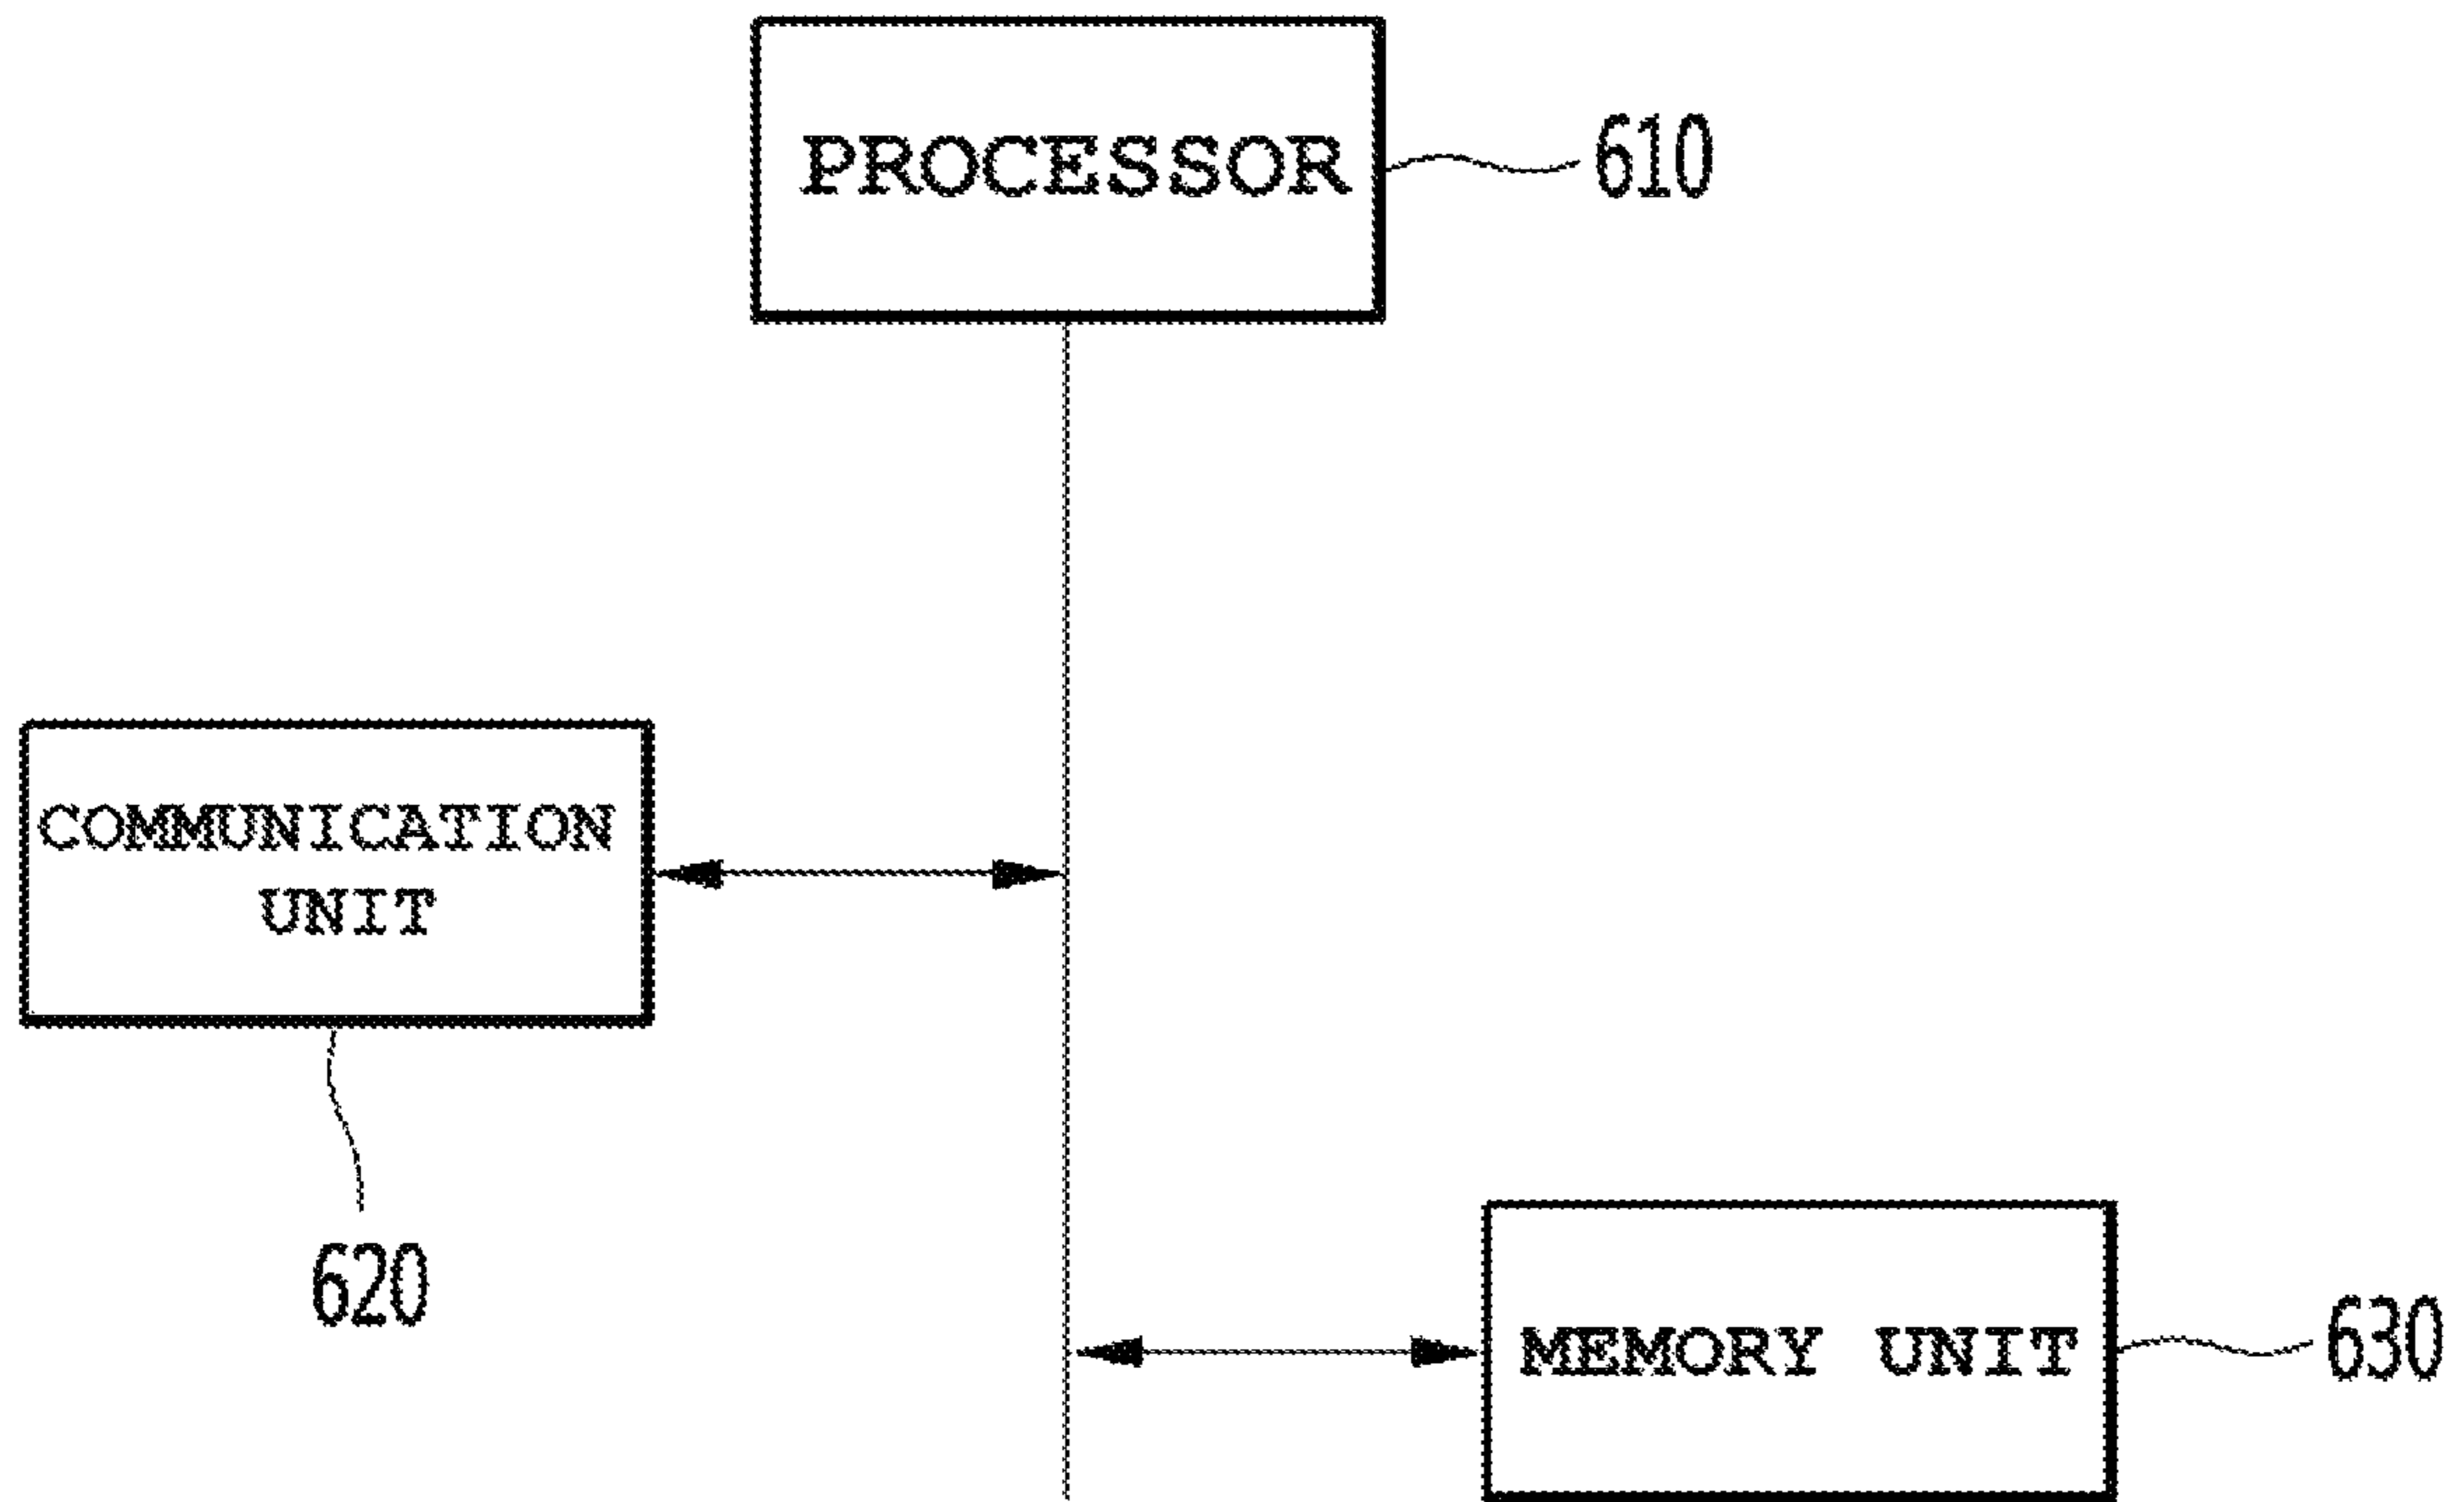 PROCESSOR
610
COMMUNICATION
UNIT
620
MEMORY UNIT
630